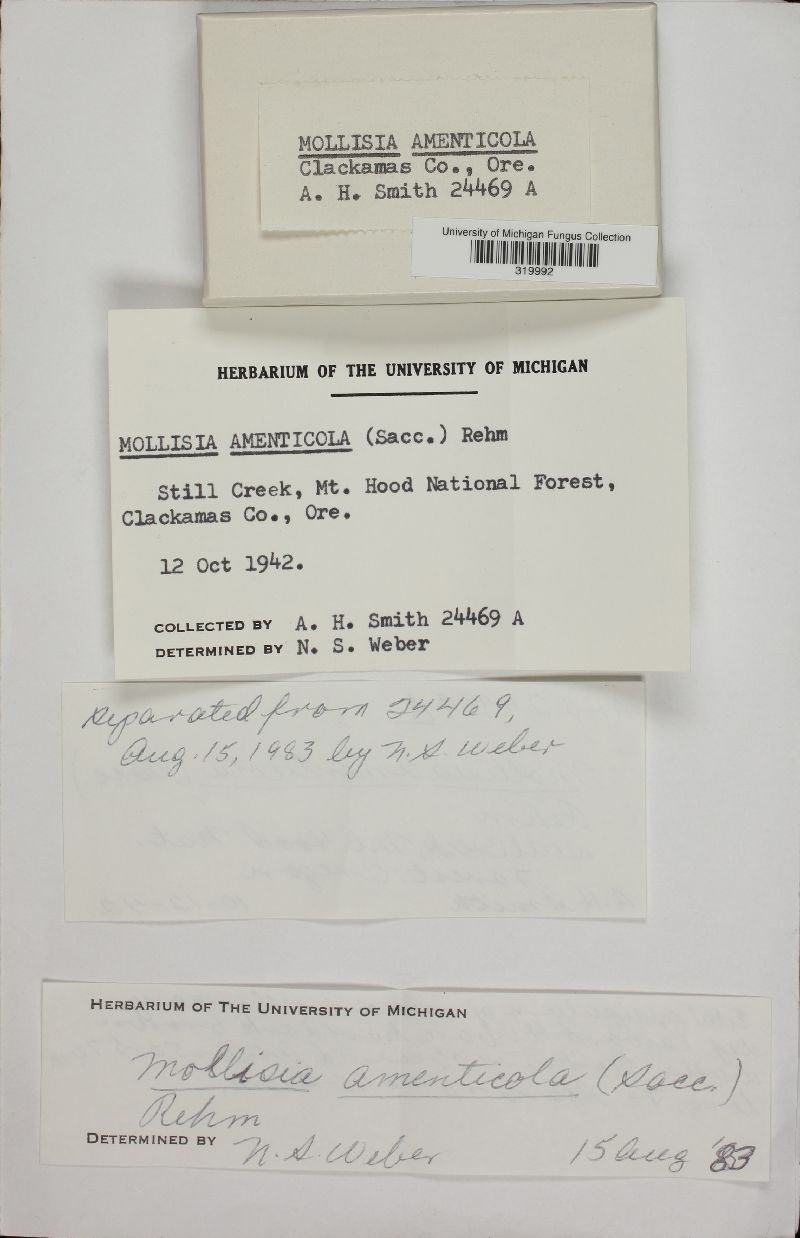 MOLLISIA AMENTICOLA
Clackamas Co., Ore.
A. H. Smith 24469 A
University of Michigan Fungus Collection
319992
HERBARIUM OF THE UNIVERSITY OF MICHIGAN
MOLLISIA AMENTICOLA (Sacc.) Rehm
Still Creek, Mt. Hood National Forest,
Clackamas Co., Ore.
12 Oct 1942.
COLLECTED BY A. H. Smith 24469 A
DETERMINED BY N. S. Weber
separated from 24469,
Aug. 15, 1983 by N. S. Weber
HERBARIUM OF THE UNIVERSITY OF MICHIGAN
Mollisia amenticola (Sacc.)
Rehm
DETERMINED BY N. S. Weber 15 Aug '83